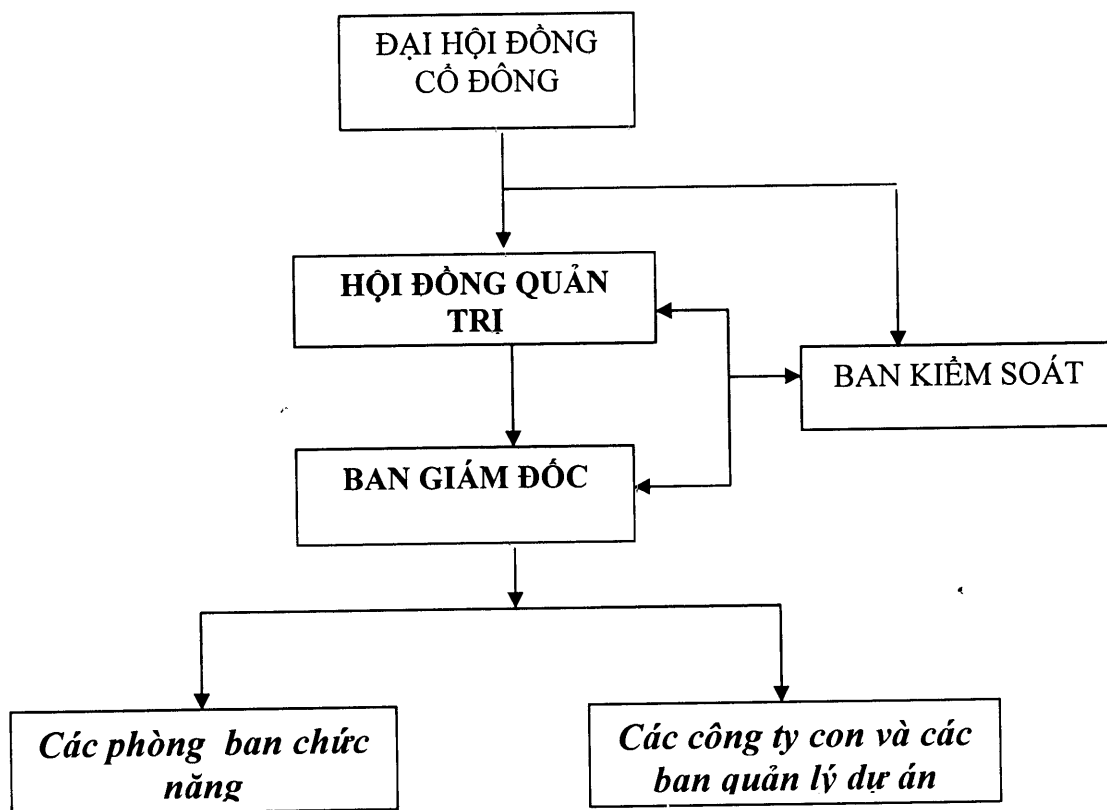 ĐẠI HỘI ĐỒNG
CỔ ĐÔNG
HỘI ĐỒNG QUẢN
TRỊ
BAN KIỂM SOÁT
BAN GIÁM ĐỐC
Các phòng ban chức
năng
Các công ty con và các
ban quản lý dự án